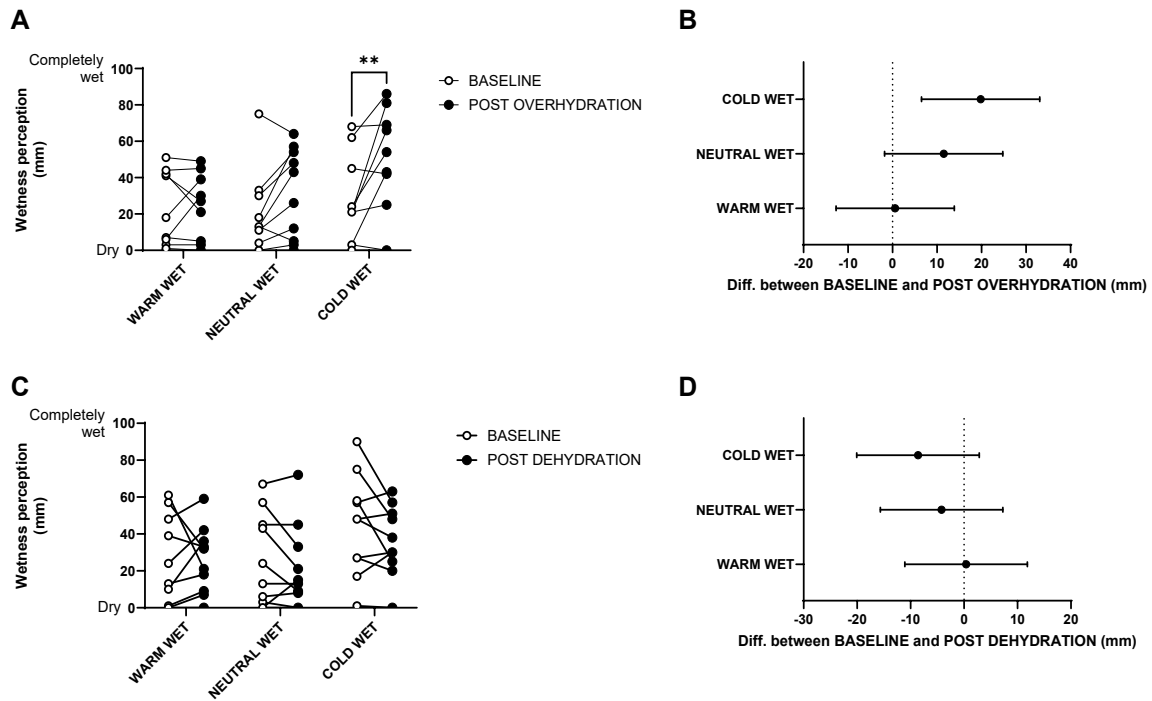 A
Completely
wet
100
80
60
40
20
Dry 0
Wetness perception
(mm)
**
BASELINE
POST OVERHYDRATION
WARM WET
NEUTRAL WET
COLD WET
B
COLD WET
NEUTRAL WET
WARM WET
-20 -10 0 10 20 30 40
Diff. between BASELINE and POST OVERHYDRATION (mm)
C
Completely
wet
100
80
60
40
20
Dry 0
Wetness perception
(mm)
BASELINE
POST DEHYDRATION
WARM WET
NEUTRAL WET
COLD WET
D
COLD WET
NEUTRAL WET
WARM WET
-30 -20 -10 0 10 20
Diff. between BASELINE and POST DEHYDRATION (mm)